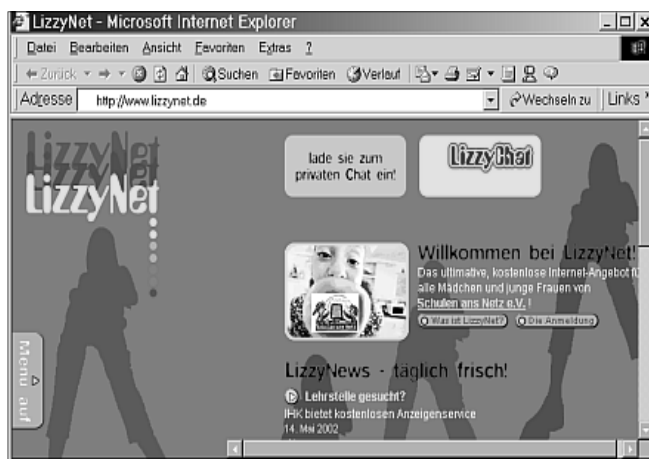 LizzyNet - Microsoft Internet Explorer
Datei Bearbeiten Ansicht Favoriten Extras ?
Zurück Suchen Favoriten Verlauf
Adresse http://www.lizzynet.de Wechseln zu Links
LizzyNet
LizzyNet
LizzyNet
lade sie zum
privaten Chat ein!
LizzyChat
Willkommen bei LizzyNet!
Das ultimative, kostenlose Internet-Angebot fü
alle Mädchen und junge Frauen von
Schulen ans Netz e.V. !
Was ist LizzyNet? Die Anmeldung
Menü auf
LizzyNews - täglich frisch!
Lehrstelle gesucht?
IHK bietet kostenlosen Anzeigenservice
14. Mai 2002